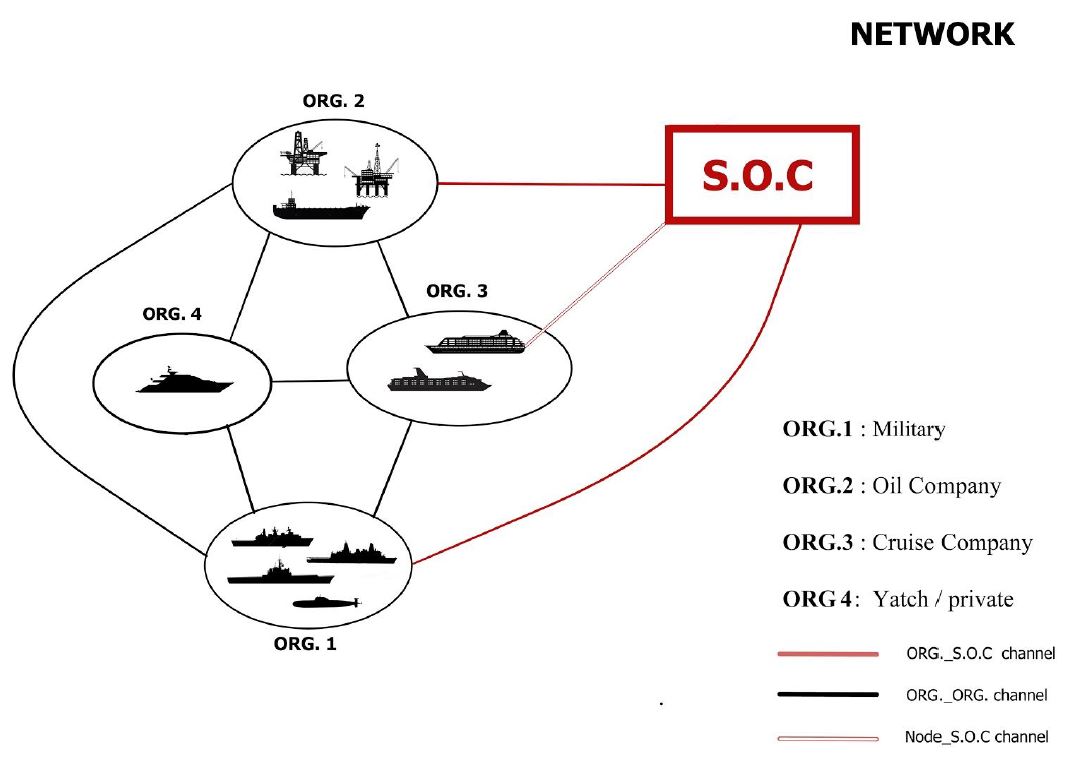 NETWORK
ORG. 2
S.O.C
ORG. 3
ORG. 4
ORG. 1
ORG.1 : Military
ORG.2 : Oil Company
ORG.3 : Cruise Company
ORG 4: Yatch / private
ORG._S.O.C channel
ORG._ORG. channel
Node_S.O.C channel